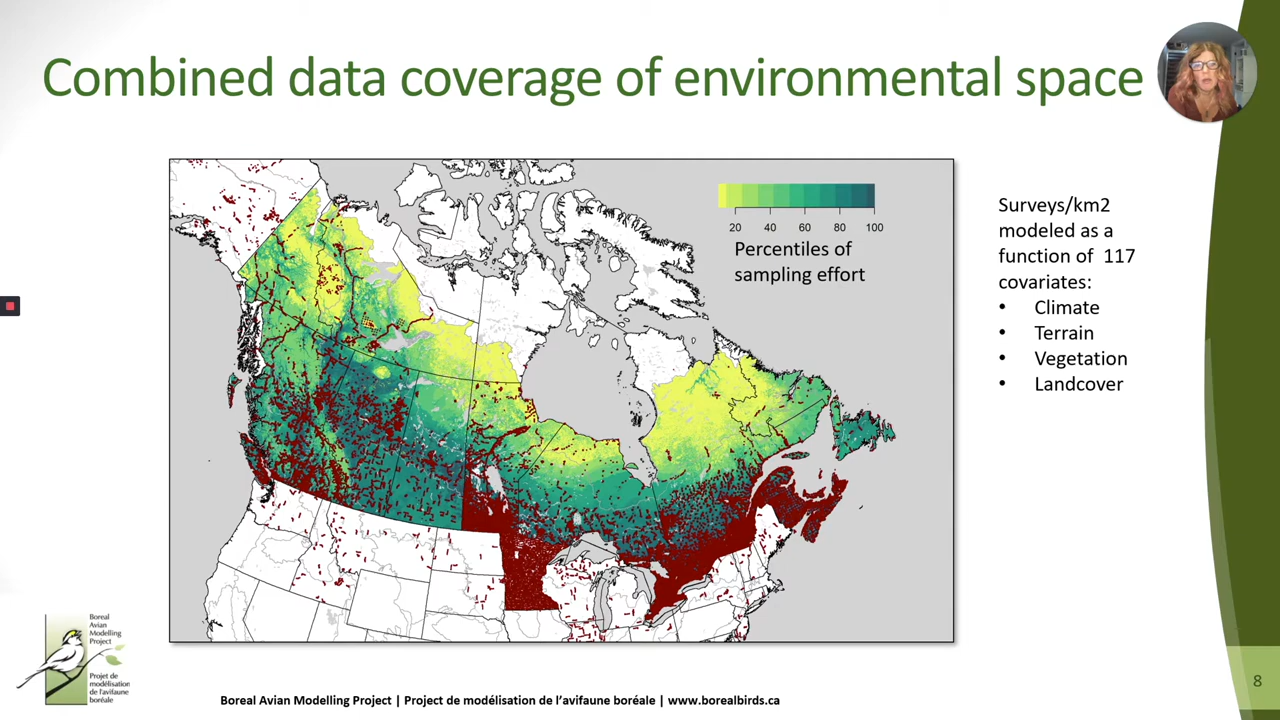 Combined data coverage of environmental space
20 40 60 80 100
Percentiles of
sampling effort
Surveys/km2
modeled as a
function of 117
covariates:
• Climate
• Terrain
• Vegetation
• Landcover
Boreal
Avian
Modelling
Project
Projet de
modélisation
de l'avifaune
boréale
Boreal Avian Modelling Project | Project de modélisation de l'avifaune boréale | www.borealbirds.ca
8